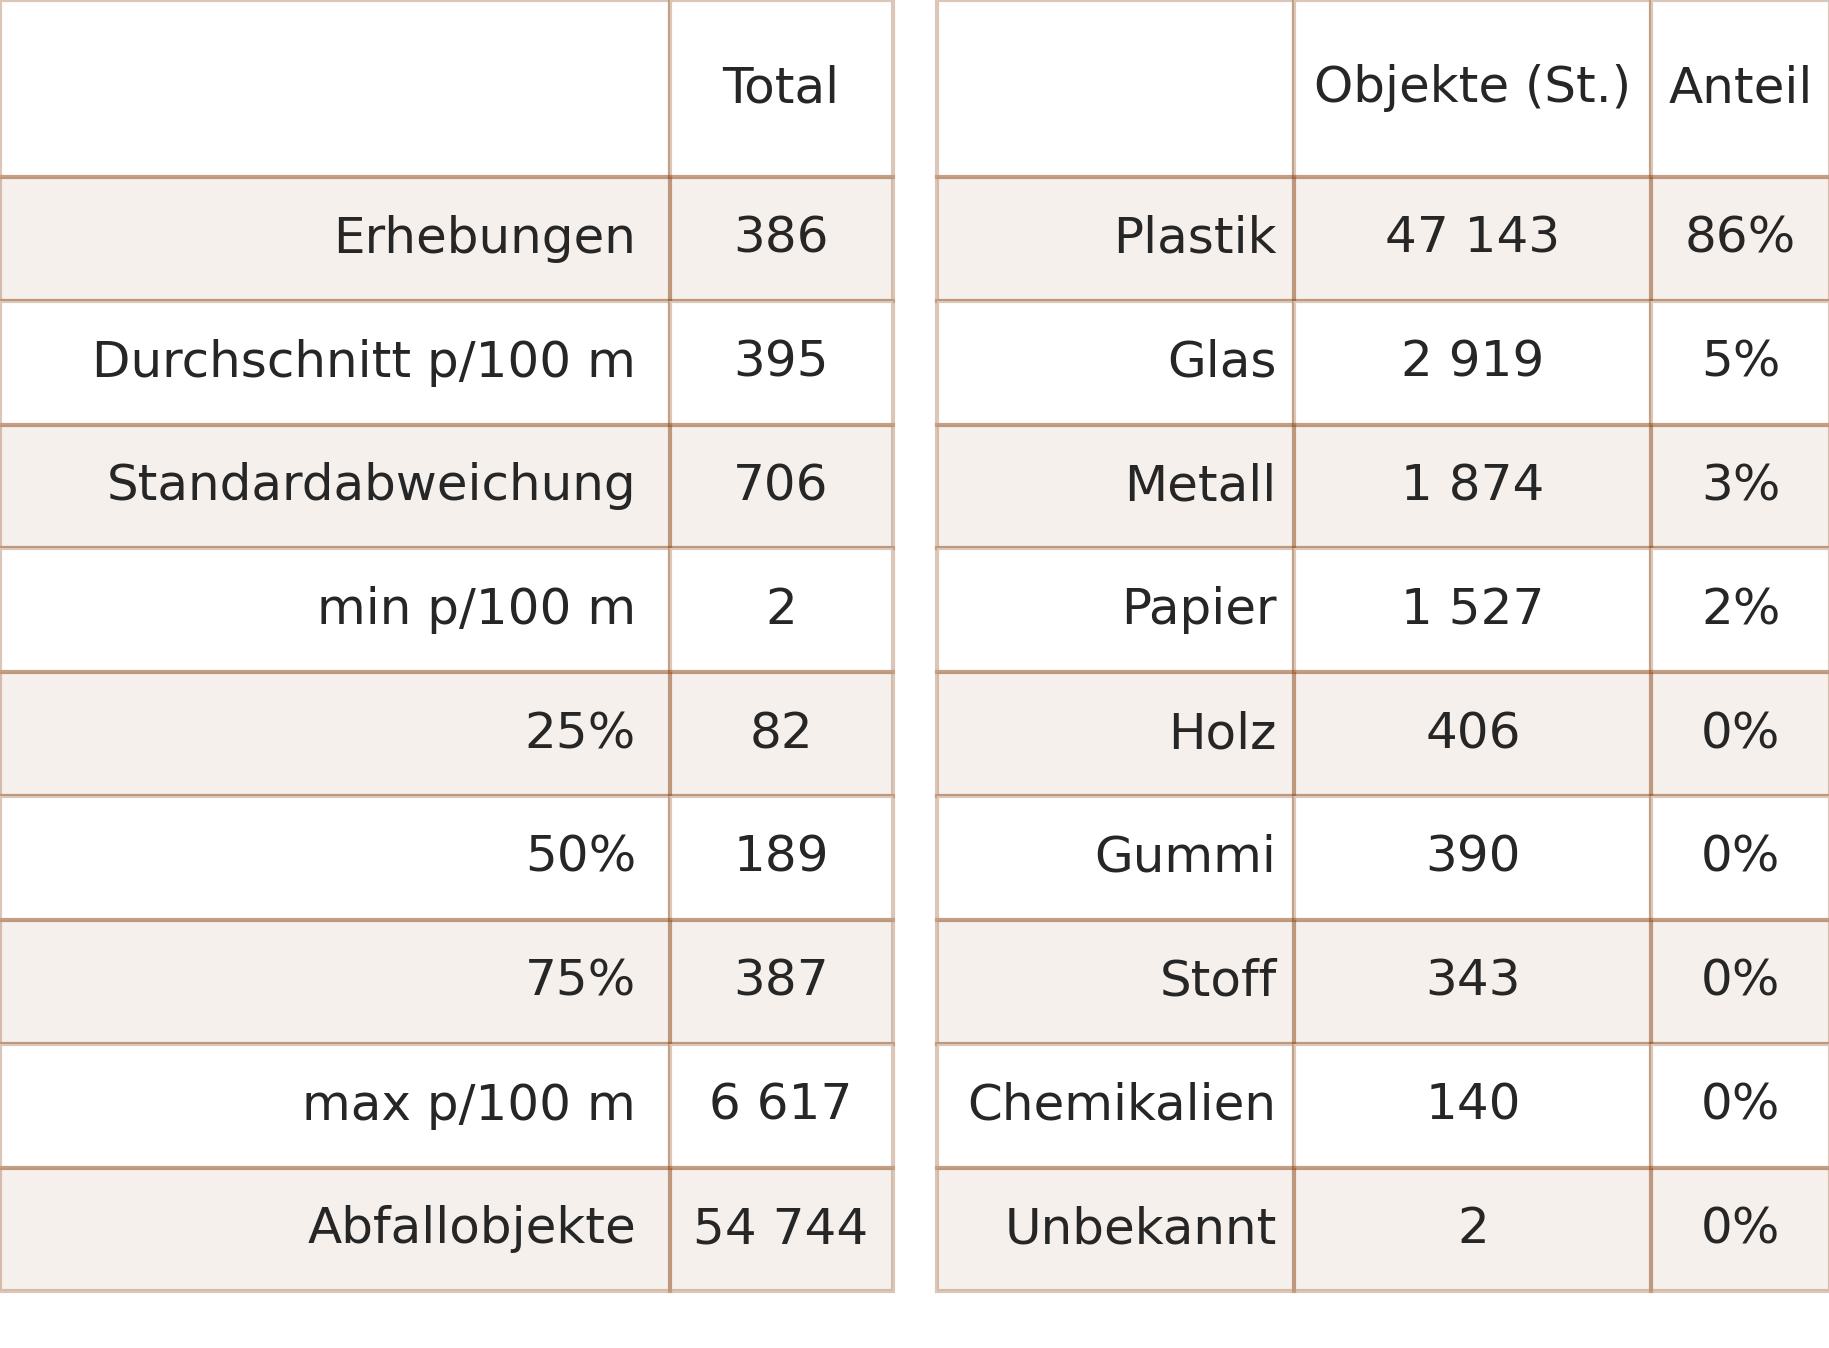 Total
Erhebungen 386
Durchschnitt p/100 m 395
Standardabweichung 706
min p/100 m 2
25% 82
50% 189
75% 387
max p/100 m 6 617
Abfallobjekte 54 744
Objekte (St.) Anteil
Plastik 47 143 86%
Glas 2 919 5%
Metall 1 874 3%
Papier 1 527 2%
Holz 406 0%
Gummi 390 0%
Stoff 343 0%
Chemikalien 140 0%
Unbekannt 2 0%